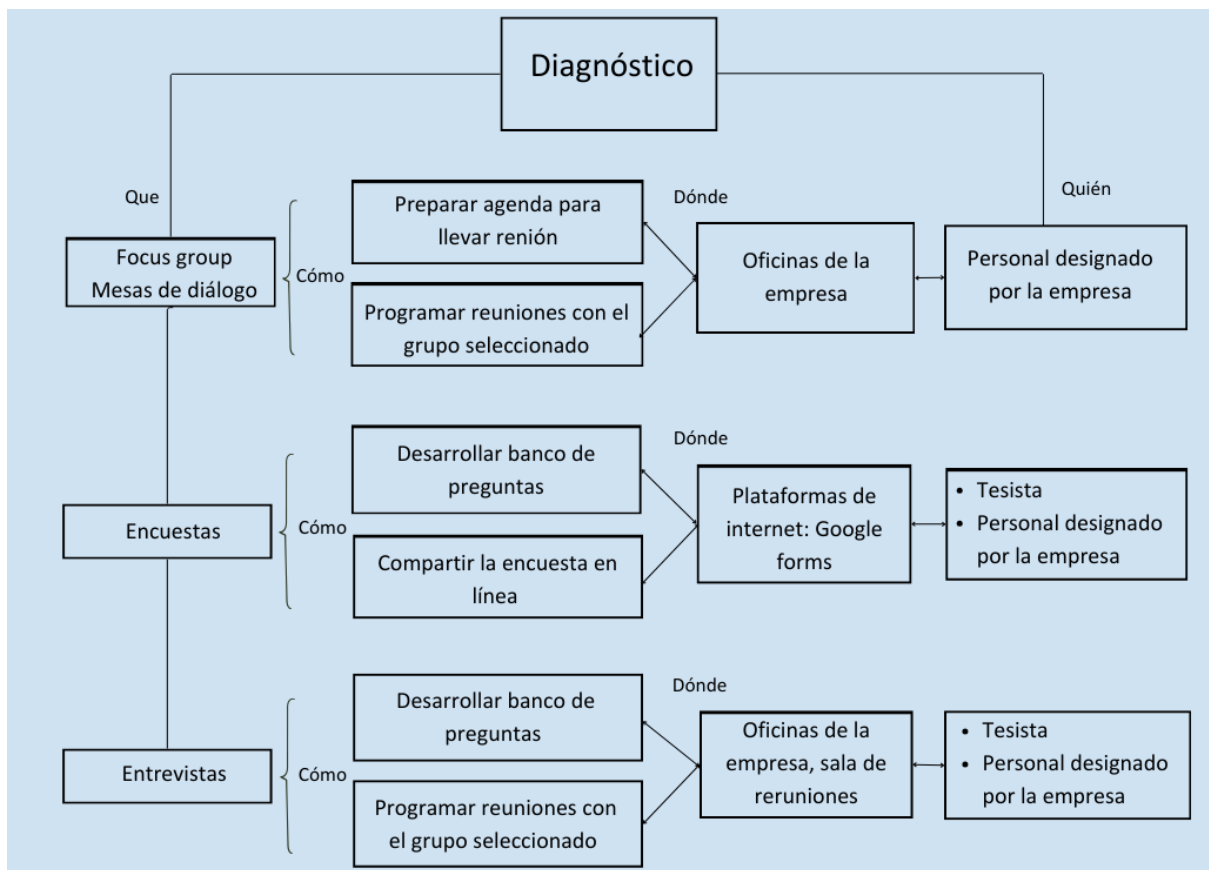 Diagnóstico
Que
Quién
Focus group
Mesas de diálogo
Cómo
Preparar agenda para
llevar renión
Programar reuniones con el
grupo seleccionado
Dónde
Oficinas de la
empresa
Personal designado
por la empresa
Encuestas
Cómo
Desarrollar banco de
preguntas
Compartir la encuesta en
línea
Dónde
Plataformas de
internet: Google
forms
• Tesista
• Personal designado
por la empresa
Entrevistas
Cómo
Desarrollar banco de
preguntas
Programar reuniones con
el grupo seleccionado
Dónde
Oficinas de la
empresa, sala de
reruniones
• Tesista
• Personal designado
por la empresa